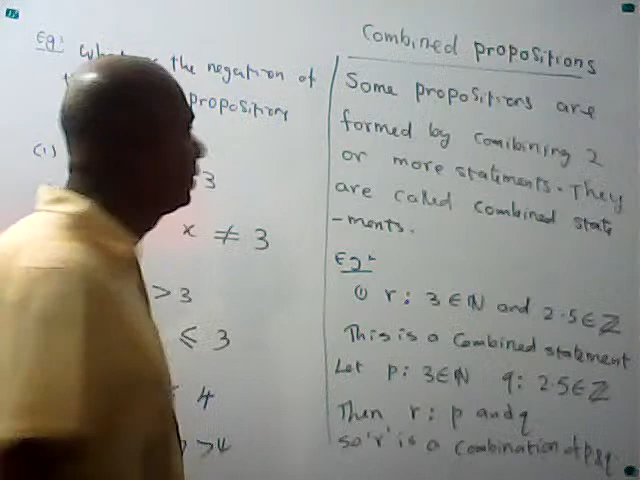 Eg: What the negation of
proposition
(1)
3
x ≠ 3
> 3
≤ 3
4
>4
Combined propositions
Some propositions are
formed by combining 2
or more statements. They
are called Combined state
-ments.
Eg:
① r: 3∈ℕ and 2.5∈ℤ
This is a Combined statement
Let p: 3∈ℕ q: 2.5∈ℤ
Then r: p and q
so 'r' is a Combination of p&q.